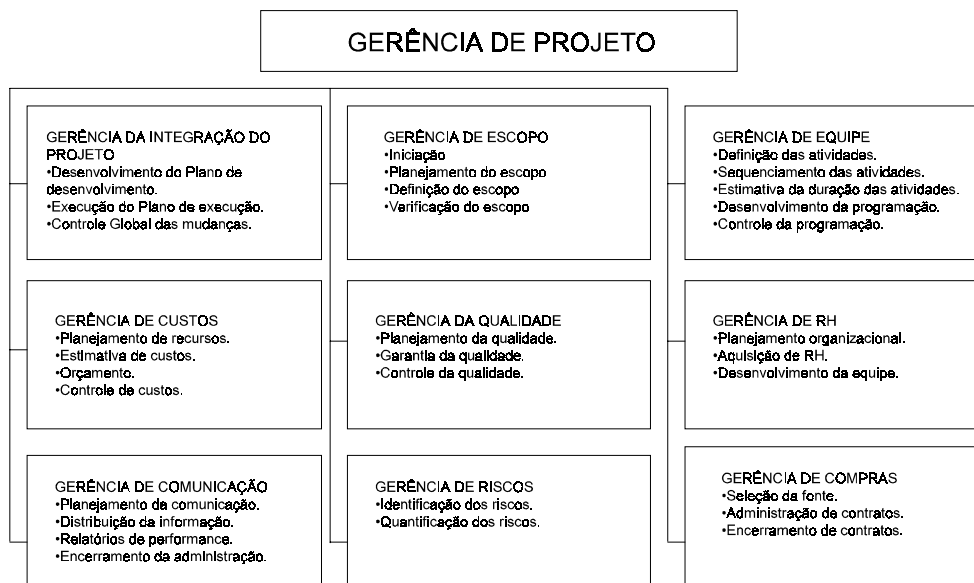 GERÊNCIA DE PROJETO
GERÊNCIA DA INTEGRAÇÃO DO
PROJETO
•Desenvolvimento do Plano de
desenvolvimento.
•Execução do Plano de execução.
•Controle Global das mudanças.
GERÊNCIA DE ESCOPO
•Iniciação
•Planejamento do escopo
•Definição do escopo
•Verificação do escopo
GERÊNCIA DE EQUIPE
•Definição das atividades.
•Sequenciamento das atividades.
•Estimativa da duração das atividades.
•Desenvolvimento da programação.
•Controle da programação.
GERÊNCIA DE CUSTOS
•Planejamento de recursos.
•Estimativa de custos.
•Orçamento.
•Controle de custos.
GERÊNCIA DA QUALIDADE
•Planejamento da qualidade.
•Garantia da qualidade.
•Controle da qualidade.
GERÊNCIA DE RH
•Planejamento organizacional.
•Aquisição de RH.
•Desenvolvimento da equipe.
GERÊNCIA DE COMUNICAÇÃO
•Planejamento da comunicação.
•Distribuição da informação.
•Relatórios de performance.
•Encerramento da administração.
GERÊNCIA DE RISCOS
•Identificação dos riscos.
•Quantificação dos riscos.
GERÊNCIA DE COMPRAS
•Seleção da fonte.
•Administração de contratos.
•Encerramento de contratos.